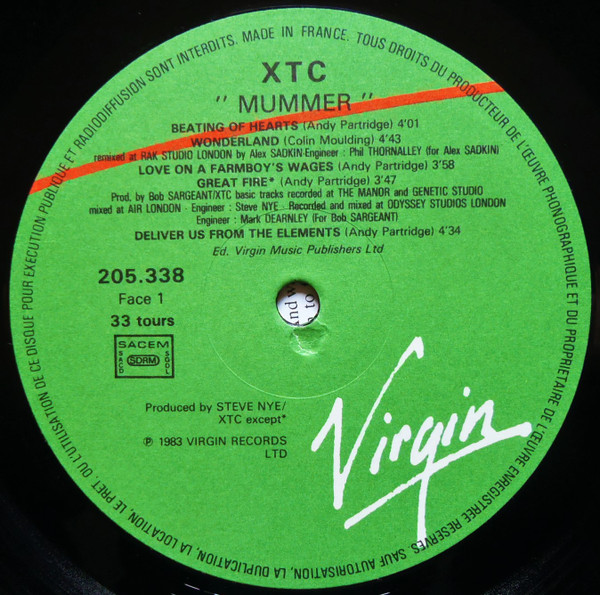 TOUS DROITS DU PRODUCTEUR DE L'ŒUVRE PHONOGRAPHIQUE ET DU PROPRIETAIRE DE L'ŒUVRE ENREGISTREE RESERVES. SAUF AUTORISATION, LA DUPLICATION, LA LOCATION, LE PRET, OU L'UTILISATION DE CE DISQUE POUR EXECUTION PUBLIQUE ET RADIODIFFUSION SONT INTERDITS. MADE IN FRANCE.
XTC
" MUMMER "
BEATING OF HEARTS (Andy Partridge) 4'01
WONDERLAND (Colin Moulding) 4'43
remixed at RAK STUDIO LONDON by Alex SADKIN-Engineer : Phil THORNALLEY (for Alex SADKIN)
LOVE ON A FARMBOY'S WAGES (Andy Partridge) 3'58
GREAT FIRE* (Andy Partridge) 3'47
Prod. by Bob SARGEANT/XTC basic tracks recorded at THE MANOR and GENETIC STUDIO
mixed at AIR LONDON - Engineer : Steve NYE - Recorded and mixed at ODYSSEY STUDIOS LONDON
Engineer : Mark DEARNLEY (For Bob SARGEANT)
DELIVER US FROM THE ELEMENTS (Andy Partridge) 4'34
Ed. Virgin Music Publishers Ltd
205.338
Face 1
33 tours
SACEM
SACD SDRM SGDL
Produced by STEVE NYE/
XTC except*
℗ 1983 VIRGIN RECORDS
LTD
Virgin